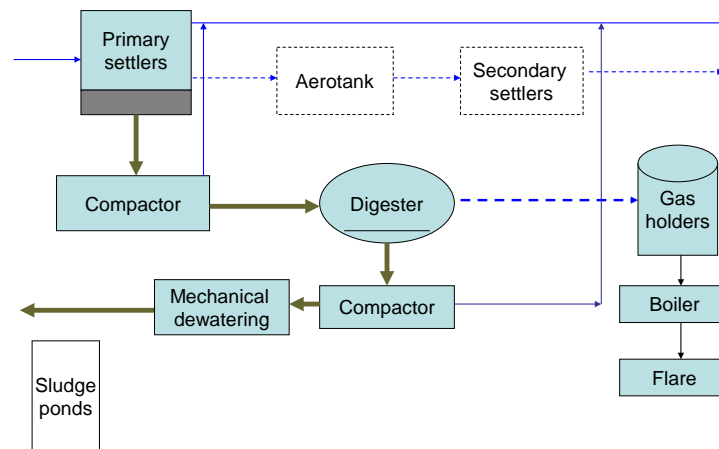 Primary
settlers
Aerotank
Secondary
settlers
Compactor
Digester
Gas
holders
Mechanical
dewatering
Compactor
Boiler
Sludge
ponds
Flare